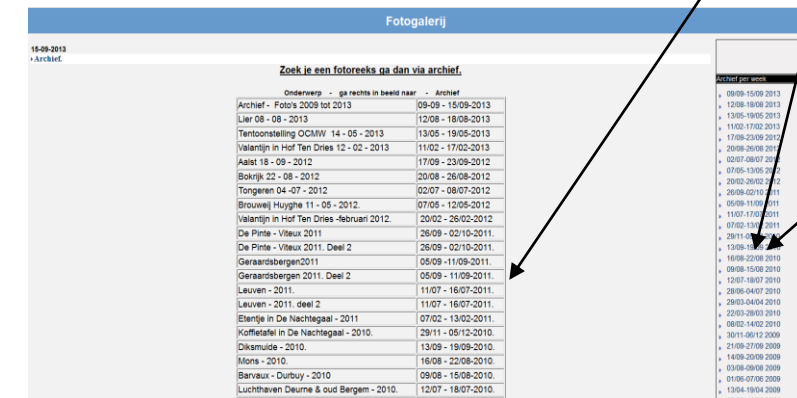 Fotogalerij
15-09-2013
Archief.
Zoek je een fotoreeks ga dan via archief.
Onderwerp - ga rechts in beeld naar - Archief
Archief - Foto's 2009 tot 2013 09-09 - 15/09-2013
Lier 08 - 08 - 2013 12/08 - 18/08-2013
Tentoonstelling OCMW 14 - 05 - 2013 13/05 - 19/05-2013
Valantijn in Hof Ten Dries 12 - 02 - 2013 11/02 - 17/02-2013
Aalst 18 - 09 - 2012 17/09 - 23/09-2012
Bokrijk 22 - 08 - 2012 20/08 - 26/08-2012
Tongeren 04 -07 - 2012 02/07 - 08/07-2012
Brouweij Huyghe 11 - 05 - 2012. 07/05 - 12/05-2012
Valantijn in Hof Ten Dries -februari 2012. 20/02 - 26/02-2012
De Pinte - Viteux 2011 26/09 - 02/10-2011.
De Pinte - Viteux 2011. Deel 2 26/09 - 02/10-2011.
Geraardsbergen2011 05/09 -11/09-2011.
Geraardsbergen 2011. Deel 2 05/09 - 11/09-2011.
Leuven - 2011. 11/07 - 16/07-2011.
Leuven - 2011. deel 2 11/07 - 16/07-2011.
Etentje in De Nachtegaal - 2011 07/02 - 13/02-2011.
Koffietafel in De Nachtegaal - 2010. 29/11 - 05/12-2010.
Diksmuide - 2010. 13/09 - 19/09-2010.
Mons - 2010. 16/08 - 22/08-2010.
Barvaux - Durbuy - 2010 09/08 - 15/08-2010.
Luchthaven Deurne & oud Bergem - 2010. 12/07 - 18/07-2010.
Archief per week
09/09-15/09 2013
12/08-18/08 2013
13/05-19/05 2013
11/02-17/02 2013
17/09-23/09 2012
20/08-26/08 2012
02/07-08/07 2012
07/05-13/05 2012
20/02-26/02 2012
26/09-02/10 2011
05/09-11/09 2011
11/07-17/07 2011
07/02-13/02 2011
29/11-
13/09-19/09
16/08-22/08 2010
09/08-15/08 2010
12/07-18/07 2010
28/06-04/07 2010
29/03-04/04 2010
22/03-28/03 2010
08/02-14/02 2010
30/11-06/12 2009
21/09-27/09 2009
14/09-20/09 2009
03/08-09/08 2009
01/06-07/06 2009
13/04-19/04 2009